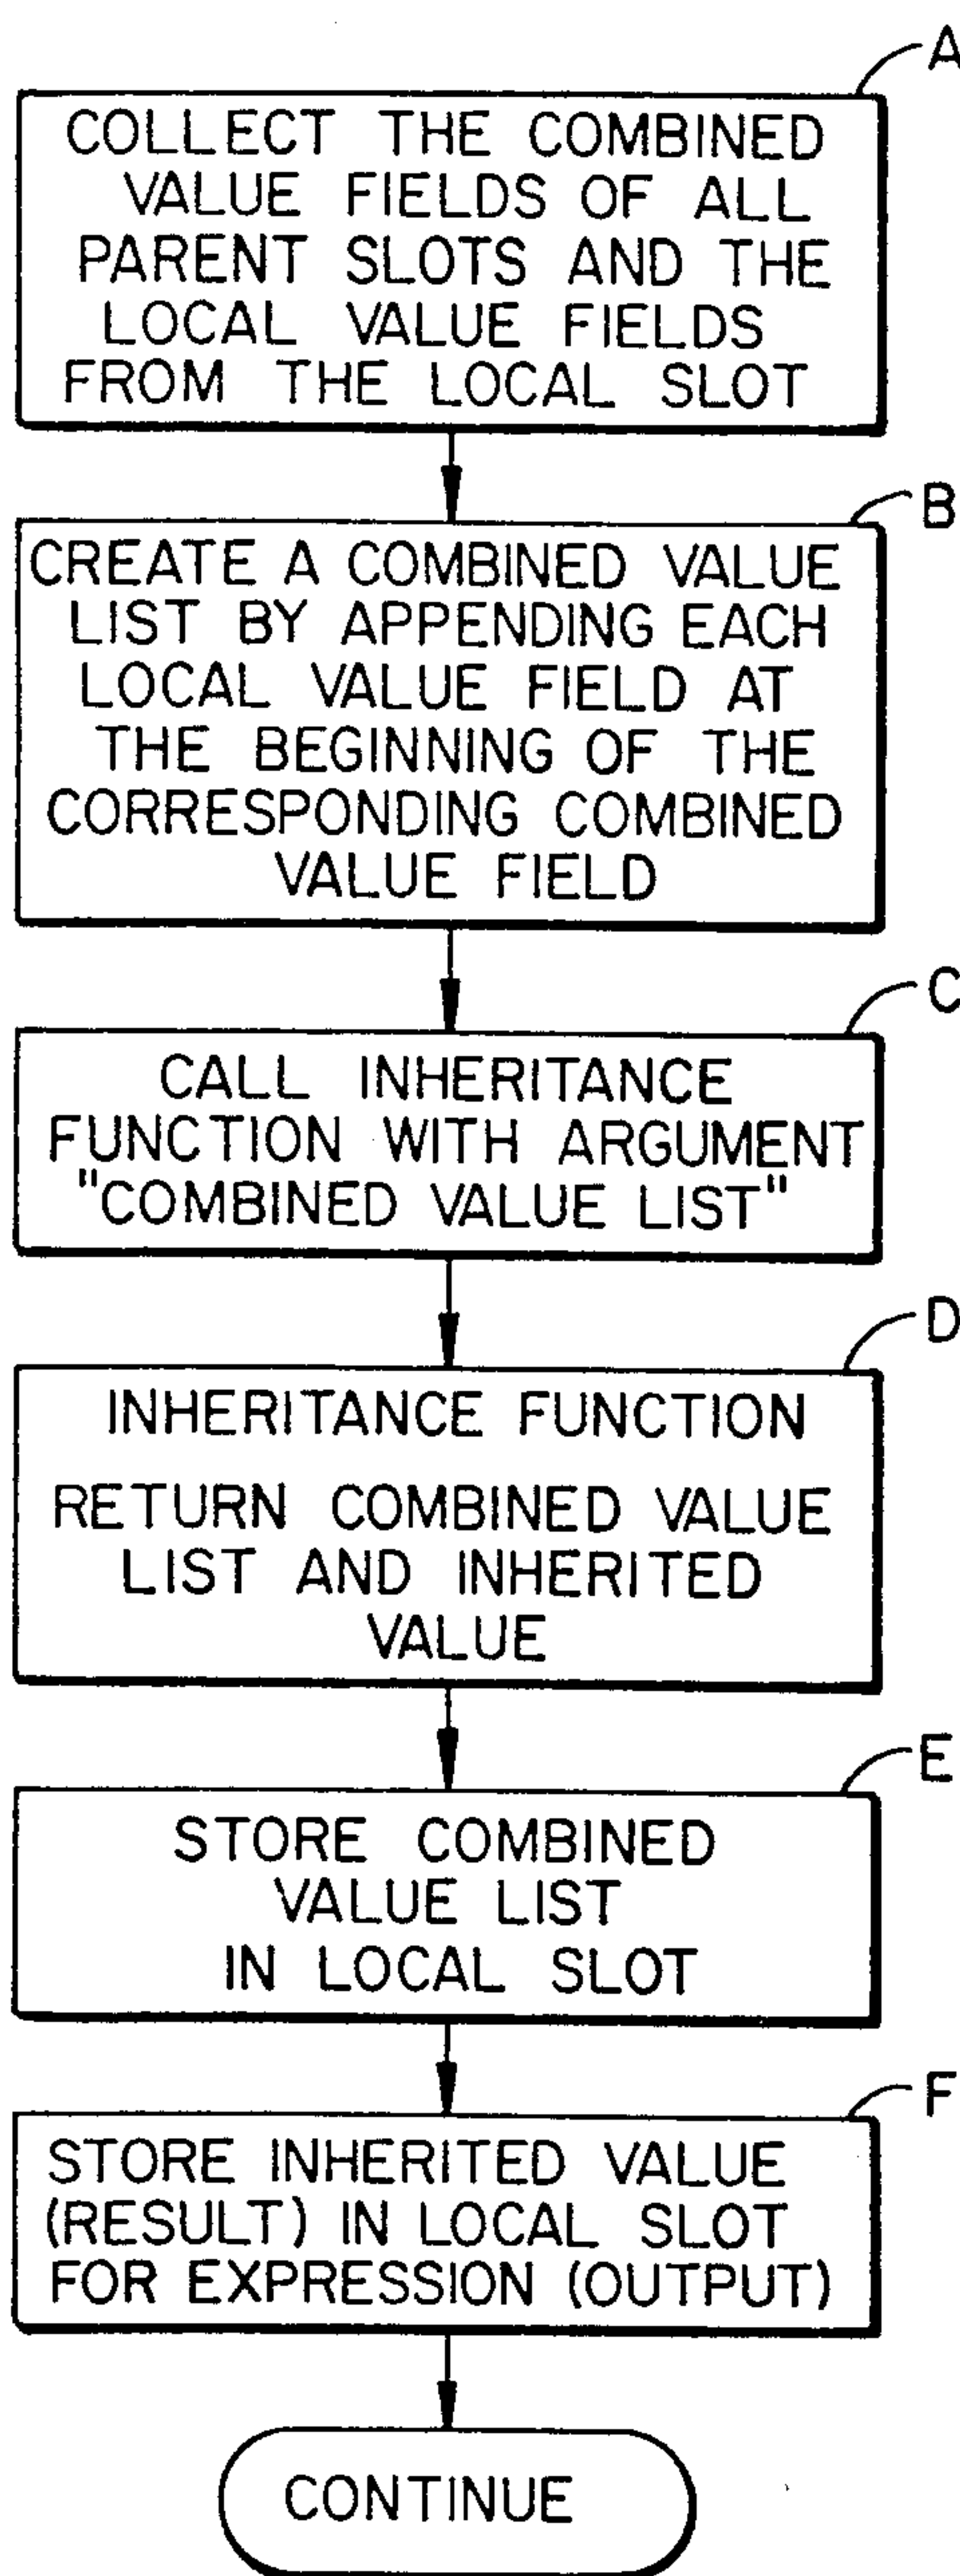 A
COLLECT THE COMBINED
VALUE FIELDS OF ALL
PARENT SLOTS AND THE
LOCAL VALUE FIELDS
FROM THE LOCAL SLOT
B
CREATE A COMBINED VALUE
LIST BY APPENDING EACH
LOCAL VALUE FIELD AT
THE BEGINNING OF THE
CORRESPONDING COMBINED
VALUE FIELD
C
CALL INHERITANCE
FUNCTION WITH ARGUMENT
"COMBINED VALUE LIST"
D
INHERITANCE FUNCTION
RETURN COMBINED VALUE
LIST AND INHERITED
VALUE
E
STORE COMBINED
VALUE LIST
IN LOCAL SLOT
F
STORE INHERITED VALUE
(RESULT) IN LOCAL SLOT
FOR EXPRESSION (OUTPUT)
CONTINUE